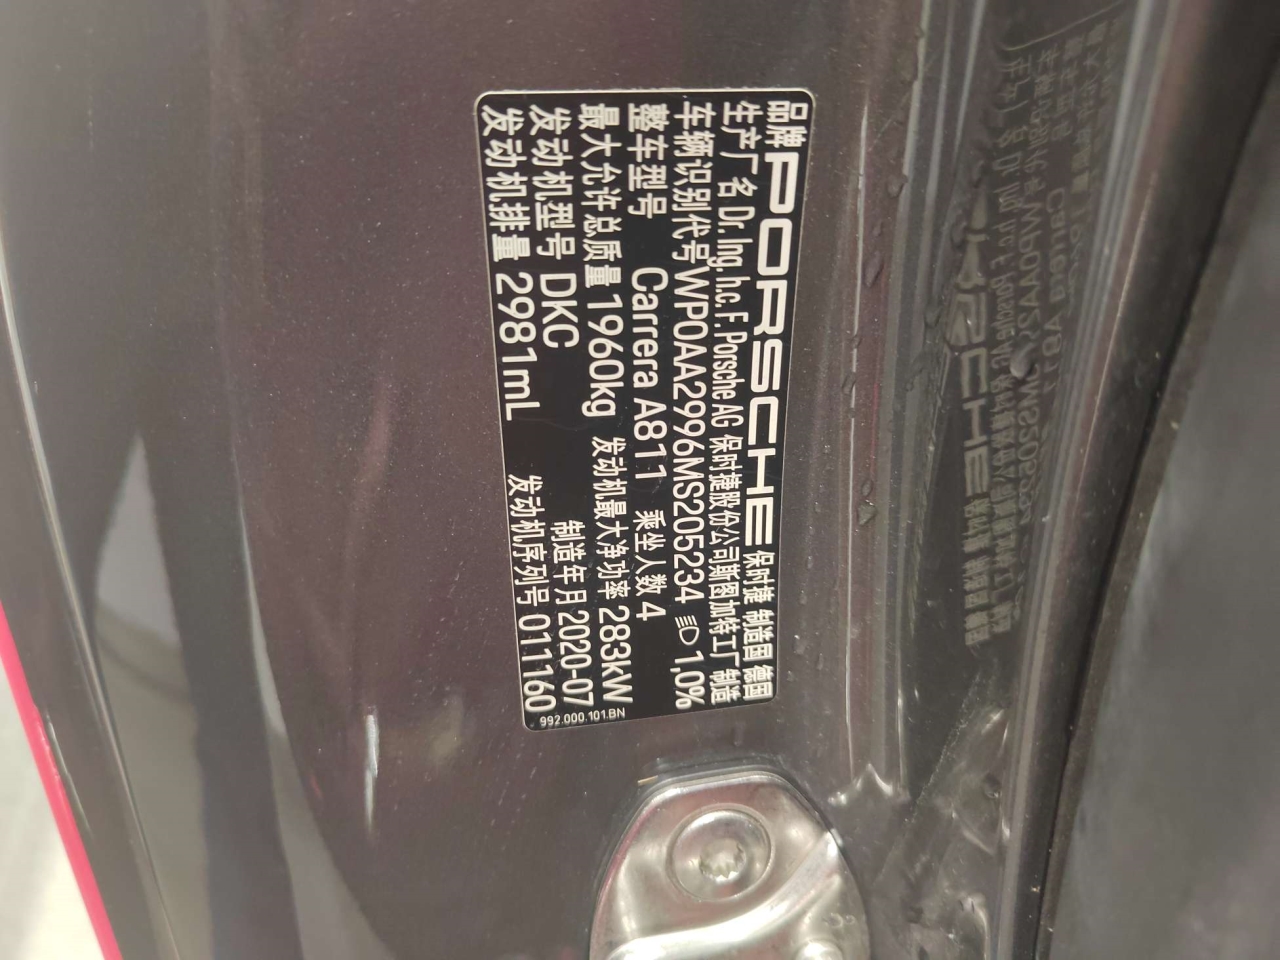 品牌 PORSCHE 保时捷 制造国 德国
生产厂名 Dr. Ing. h.c. F. Porsche AG 保时捷股份公司斯图加特工厂制造
车辆识别代号 WP0AA2996MS205234 1,0%
整车型号 Carrera A811 乘坐人数 4
最大允许总质量 1960kg 发动机最大净功率 283kW
发动机型号 DKC 制造年月 2020-07
发动机排量 2981mL 发动机序列号 011160
992.000.101.BN